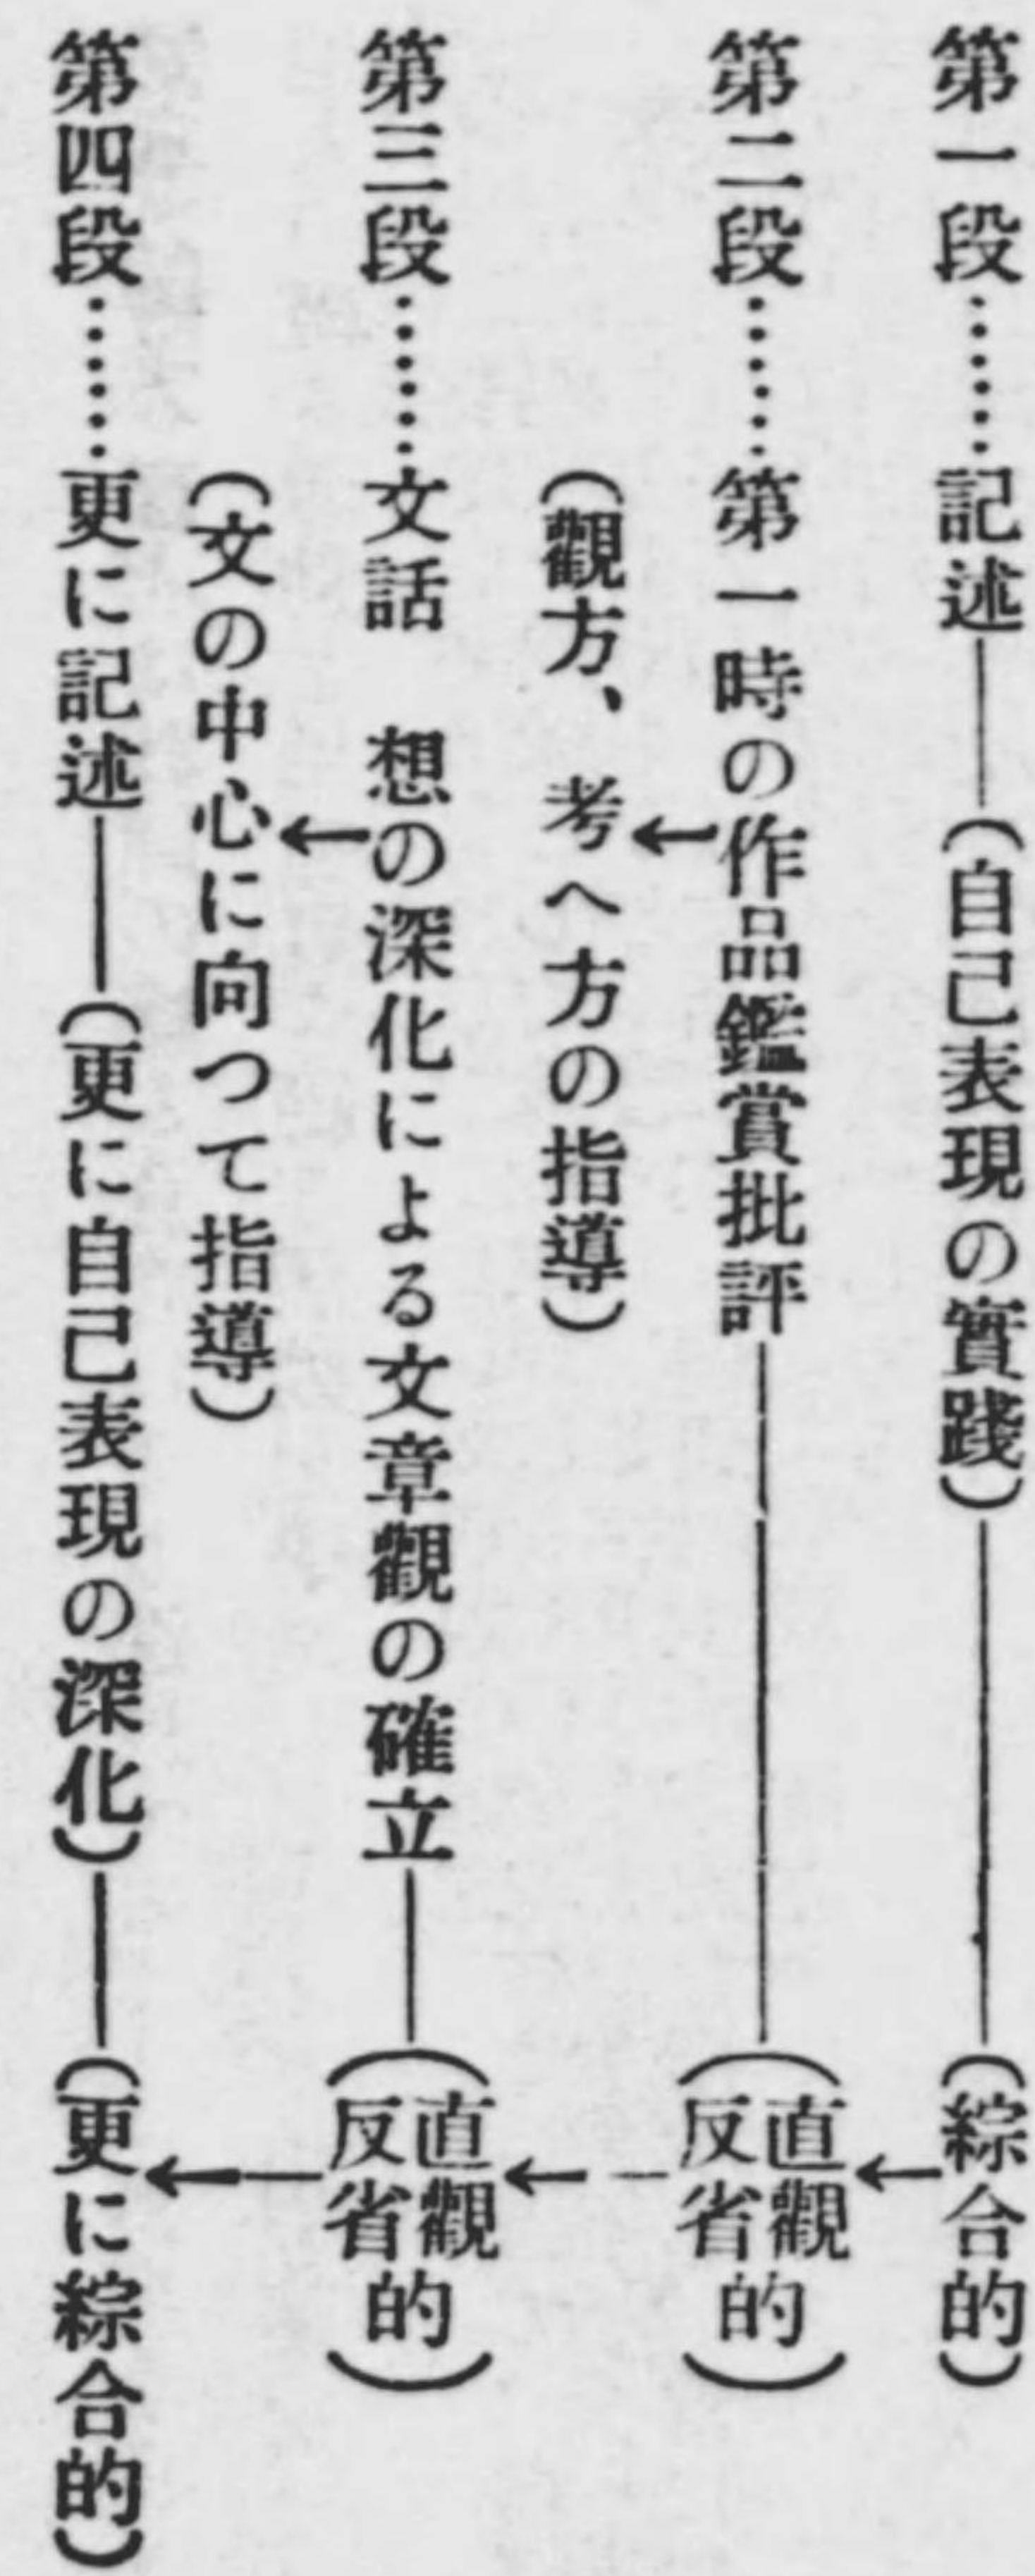 第一段……記述――(自己表現の實踐)――(綜合的)
第二段……第一時の作品鑑賞批評――(直觀反省的)
(觀方、考へ方の指導)
第三段……文話　想の深化による文章觀の確立――(直觀反省的)
(文の中心に向つて指導)
第四段……更に記述――(更に自己表現の深化)――(更に綜合的)